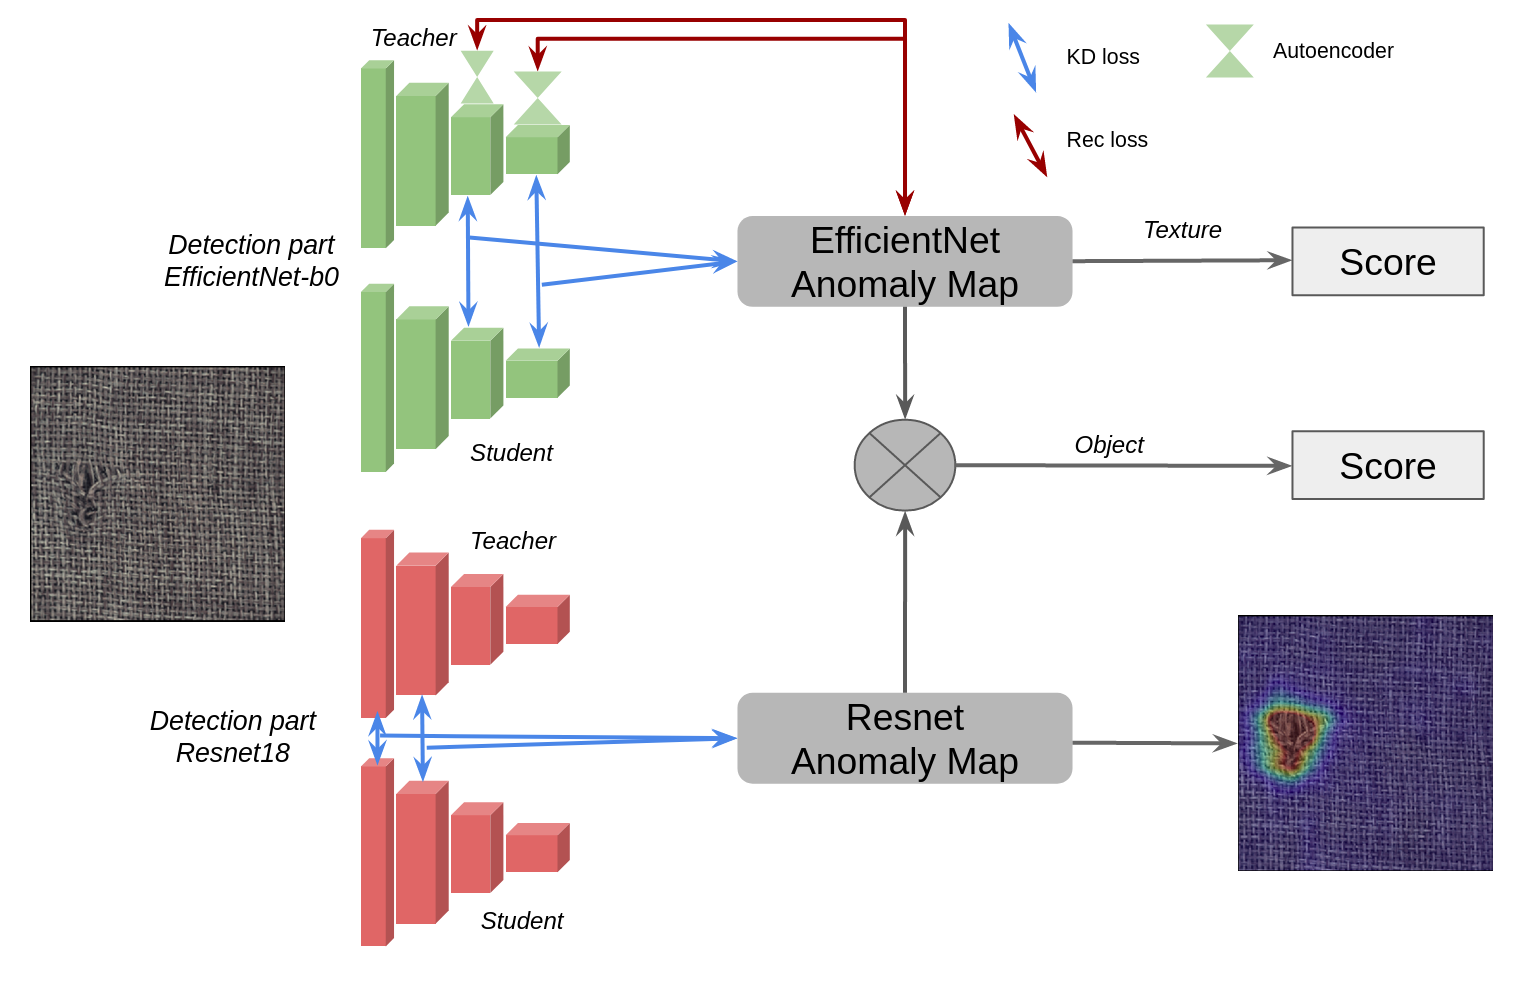 Teacher
KD loss
Autoencoder
Rec loss
Detection part
EfficientNet-b0
EfficientNet
Anomaly Map
Texture
Score
Student
Object
Score
Teacher
Detection part
Resnet18
Resnet
Anomaly Map
Student